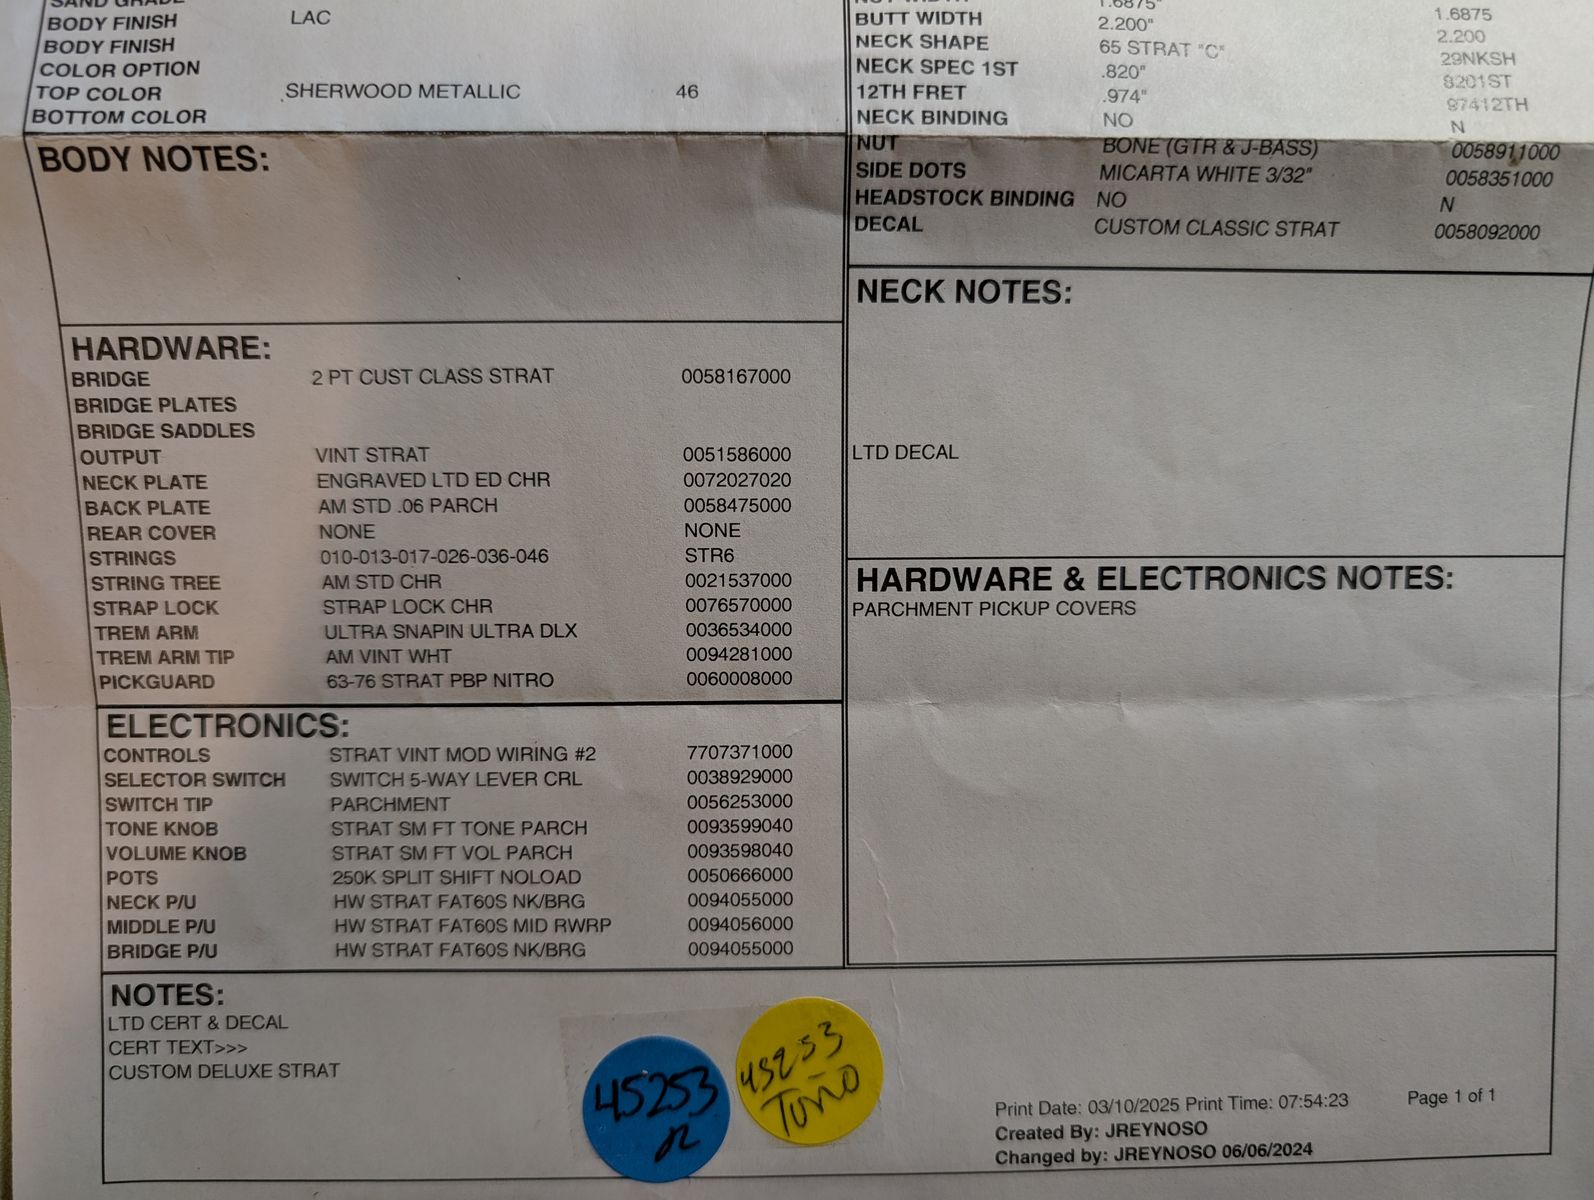 BODY FINISH LAC
BODY FINISH
COLOR OPTION
TOP COLOR SHERWOOD METALLIC 46
BOTTOM COLOR
1.6875" 1.6875
BUTT WIDTH 2.200" 2.200
NECK SHAPE 65 STRAT "C" 29NKSH
NECK SPEC 1ST .820" 8201ST
12TH FRET .974" 97412TH
NECK BINDING NO N
NUT BONE (GTR & J-BASS) 0058911000
SIDE DOTS MICARTA WHITE 3/32" 0058351000
HEADSTOCK BINDING NO N
DECAL CUSTOM CLASSIC STRAT 0058092000
BODY NOTES:
HARDWARE:
BRIDGE 2 PT CUST CLASS STRAT 0058167000
BRIDGE PLATES
BRIDGE SADDLES
OUTPUT VINT STRAT 0051586000
NECK PLATE ENGRAVED LTD ED CHR 0072027020
BACK PLATE AM STD .06 PARCH 0058475000
REAR COVER NONE NONE
STRINGS 010-013-017-026-036-046 STR6
STRING TREE AM STD CHR 0021537000
STRAP LOCK STRAP LOCK CHR 0076570000
TREM ARM ULTRA SNAPIN ULTRA DLX 0036534000
TREM ARM TIP AM VINT WHT 0094281000
PICKGUARD 63-76 STRAT PBP NITRO 0060008000
NECK NOTES:
LTD DECAL
HARDWARE & ELECTRONICS NOTES:
PARCHMENT PICKUP COVERS
ELECTRONICS:
CONTROLS STRAT VINT MOD WIRING #2 7707371000
SELECTOR SWITCH SWITCH 5-WAY LEVER CRL 0038929000
SWITCH TIP PARCHMENT 0056253000
TONE KNOB STRAT SM FT TONE PARCH 0093599040
VOLUME KNOB STRAT SM FT VOL PARCH 0093598040
POTS 250K SPLIT SHIFT NOLOAD 0050666000
NECK P/U HW STRAT FAT60S NK/BRG 0094055000
MIDDLE P/U HW STRAT FAT60S MID RWRP 0094056000
BRIDGE P/U HW STRAT FAT60S NK/BRG 0094055000
NOTES:
LTD CERT & DECAL
CERT TEXT>>>
CUSTOM DELUXE STRAT
45253
45253
Toño
Print Date: 03/10/2025 Print Time: 07:54:23 Page 1 of 1
Created By: JREYNOSO
Changed by: JREYNOSO 06/06/2024